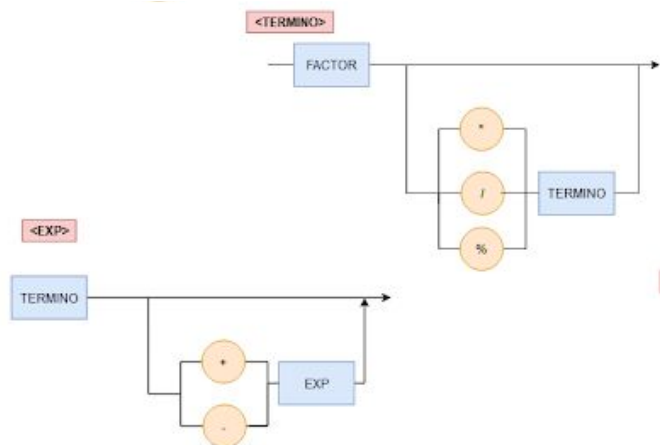 <TERMINO>
FACTOR
*
/
TERMINO
%
<EXP>
TERMINO
+
EXP
-